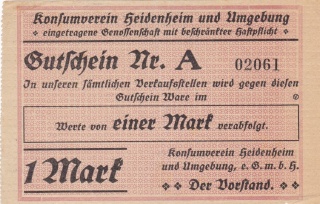 Konsumverein Heidenheim und Umgebung
eingetragene Genossenschaft mit beschränkter Haftpflicht
Gutschein Nr. A 02061
In unseren sämtlichen Verkaufsstellen wird gegen diesen
Gutschein Ware im
Werte von einer Mark verabfolgt.
1 Mark
Konsumverein Heidenheim
und Umgebung, e. G. m. b. H.
Der Vorstand.